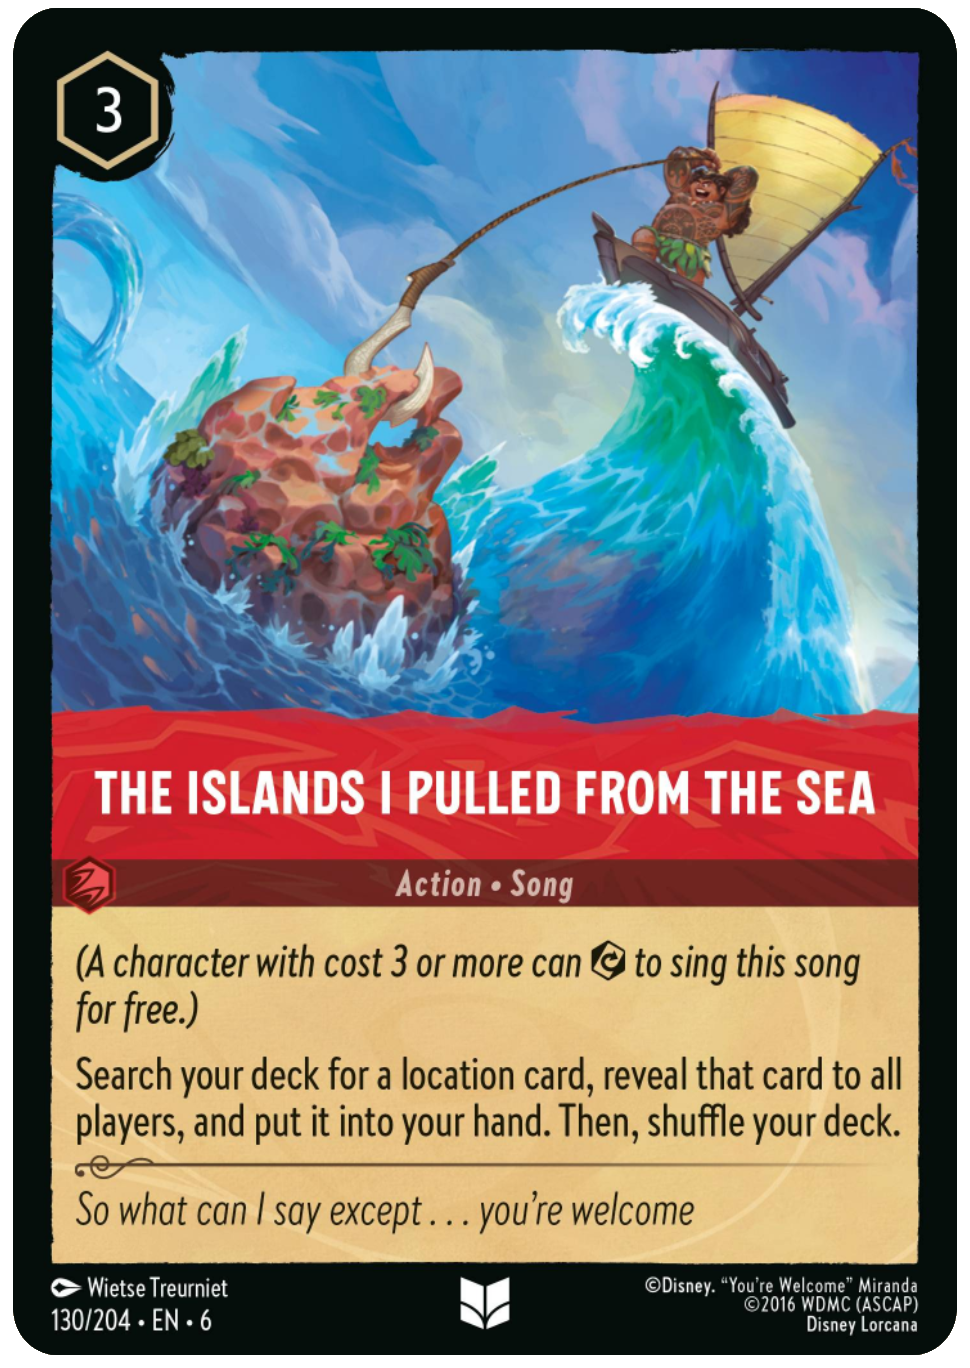 3
THE ISLANDS I PULLED FROM THE SEA
Action • Song
(A character with cost 3 or more can to sing this song
for free.)
Search your deck for a location card, reveal that card to all
players, and put it into your hand. Then, shuffle your deck.
So what can I say except . . . you’re welcome
Wietse Treurniet
130/204 • EN • 6
©Disney. “You’re Welcome” Miranda
©2016 WDMC (ASCAP)
Disney Lorcana